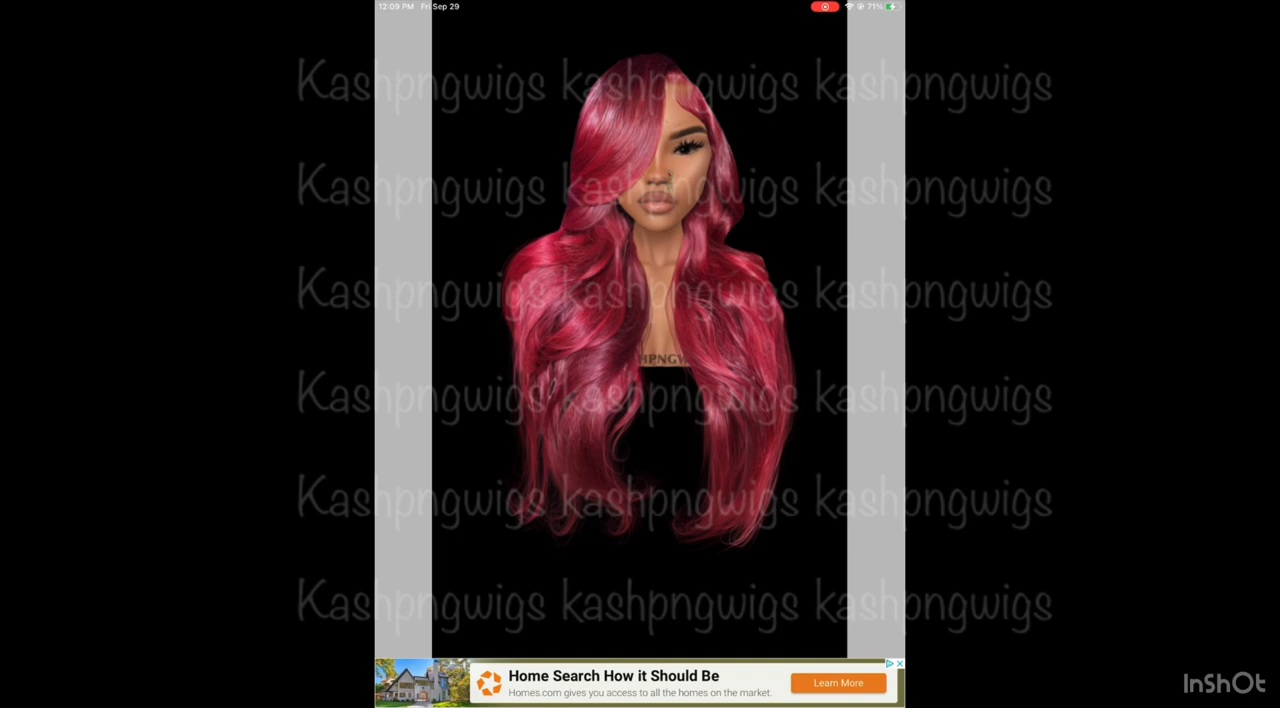 12:09 PM Fri Sep 29
71%
Kashpngwigs kashpngwigs kashpngwigs
Kashpngwigs kashpngwigs kashpngwigs
Kashpngwigs kashpngwigs kashpngwigs
HPNGW
Kashpngwigs kashpngwigs kashpngwigs
Kashpngwigs kashpngwigs kashpngwigs
Kashpngwigs kashpngwigs kashpngwigs
Home Search How it Should Be
Homes.com gives you access to all the homes on the market.
Learn More
InShOt